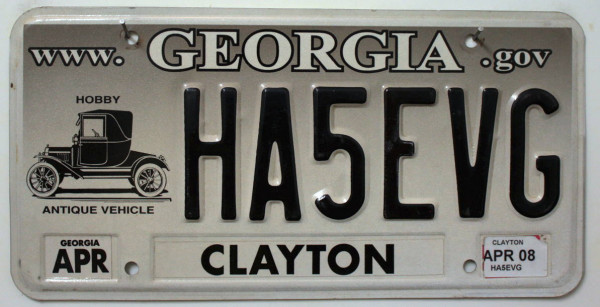 www. GEORGIA .gov
HOBBY
HA5EVG
ANTIQUE VEHICLE
GEORGIA
APR
CLAYTON
CLAYTON
APR 08
HA5EVG